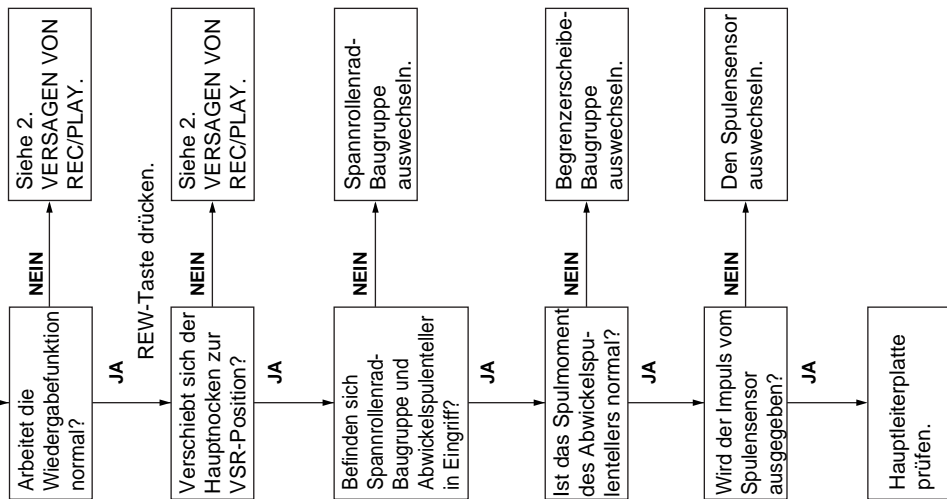 Arbeitet die
Wiedergabefunktion
normal?
NEIN
Siehe 2.
VERSAGEN VON
REC/PLAY.
JA
REW-Taste drücken.
Verschiebt sich der
Hauptnocken zur
VSR-Position?
NEIN
Siehe 2.
VERSAGEN VON
REC/PLAY.
JA
Befinden sich
Spannrollenrad-
Baugruppe und
Abwickelspulenteller
in Eingriff?
NEIN
Spannrollenrad-
Baugruppe
auswechseln.
JA
Ist das Spulmoment
des Abwickelspu-
lentellers normal?
NEIN
Begrenzerscheibe-
Baugruppe
auswechseln.
JA
Wird der Impuls vom
Spulensensor
ausgegeben?
NEIN
Den Spulensensor
auswechseln.
JA
Hauptleiterplatte
prüfen.